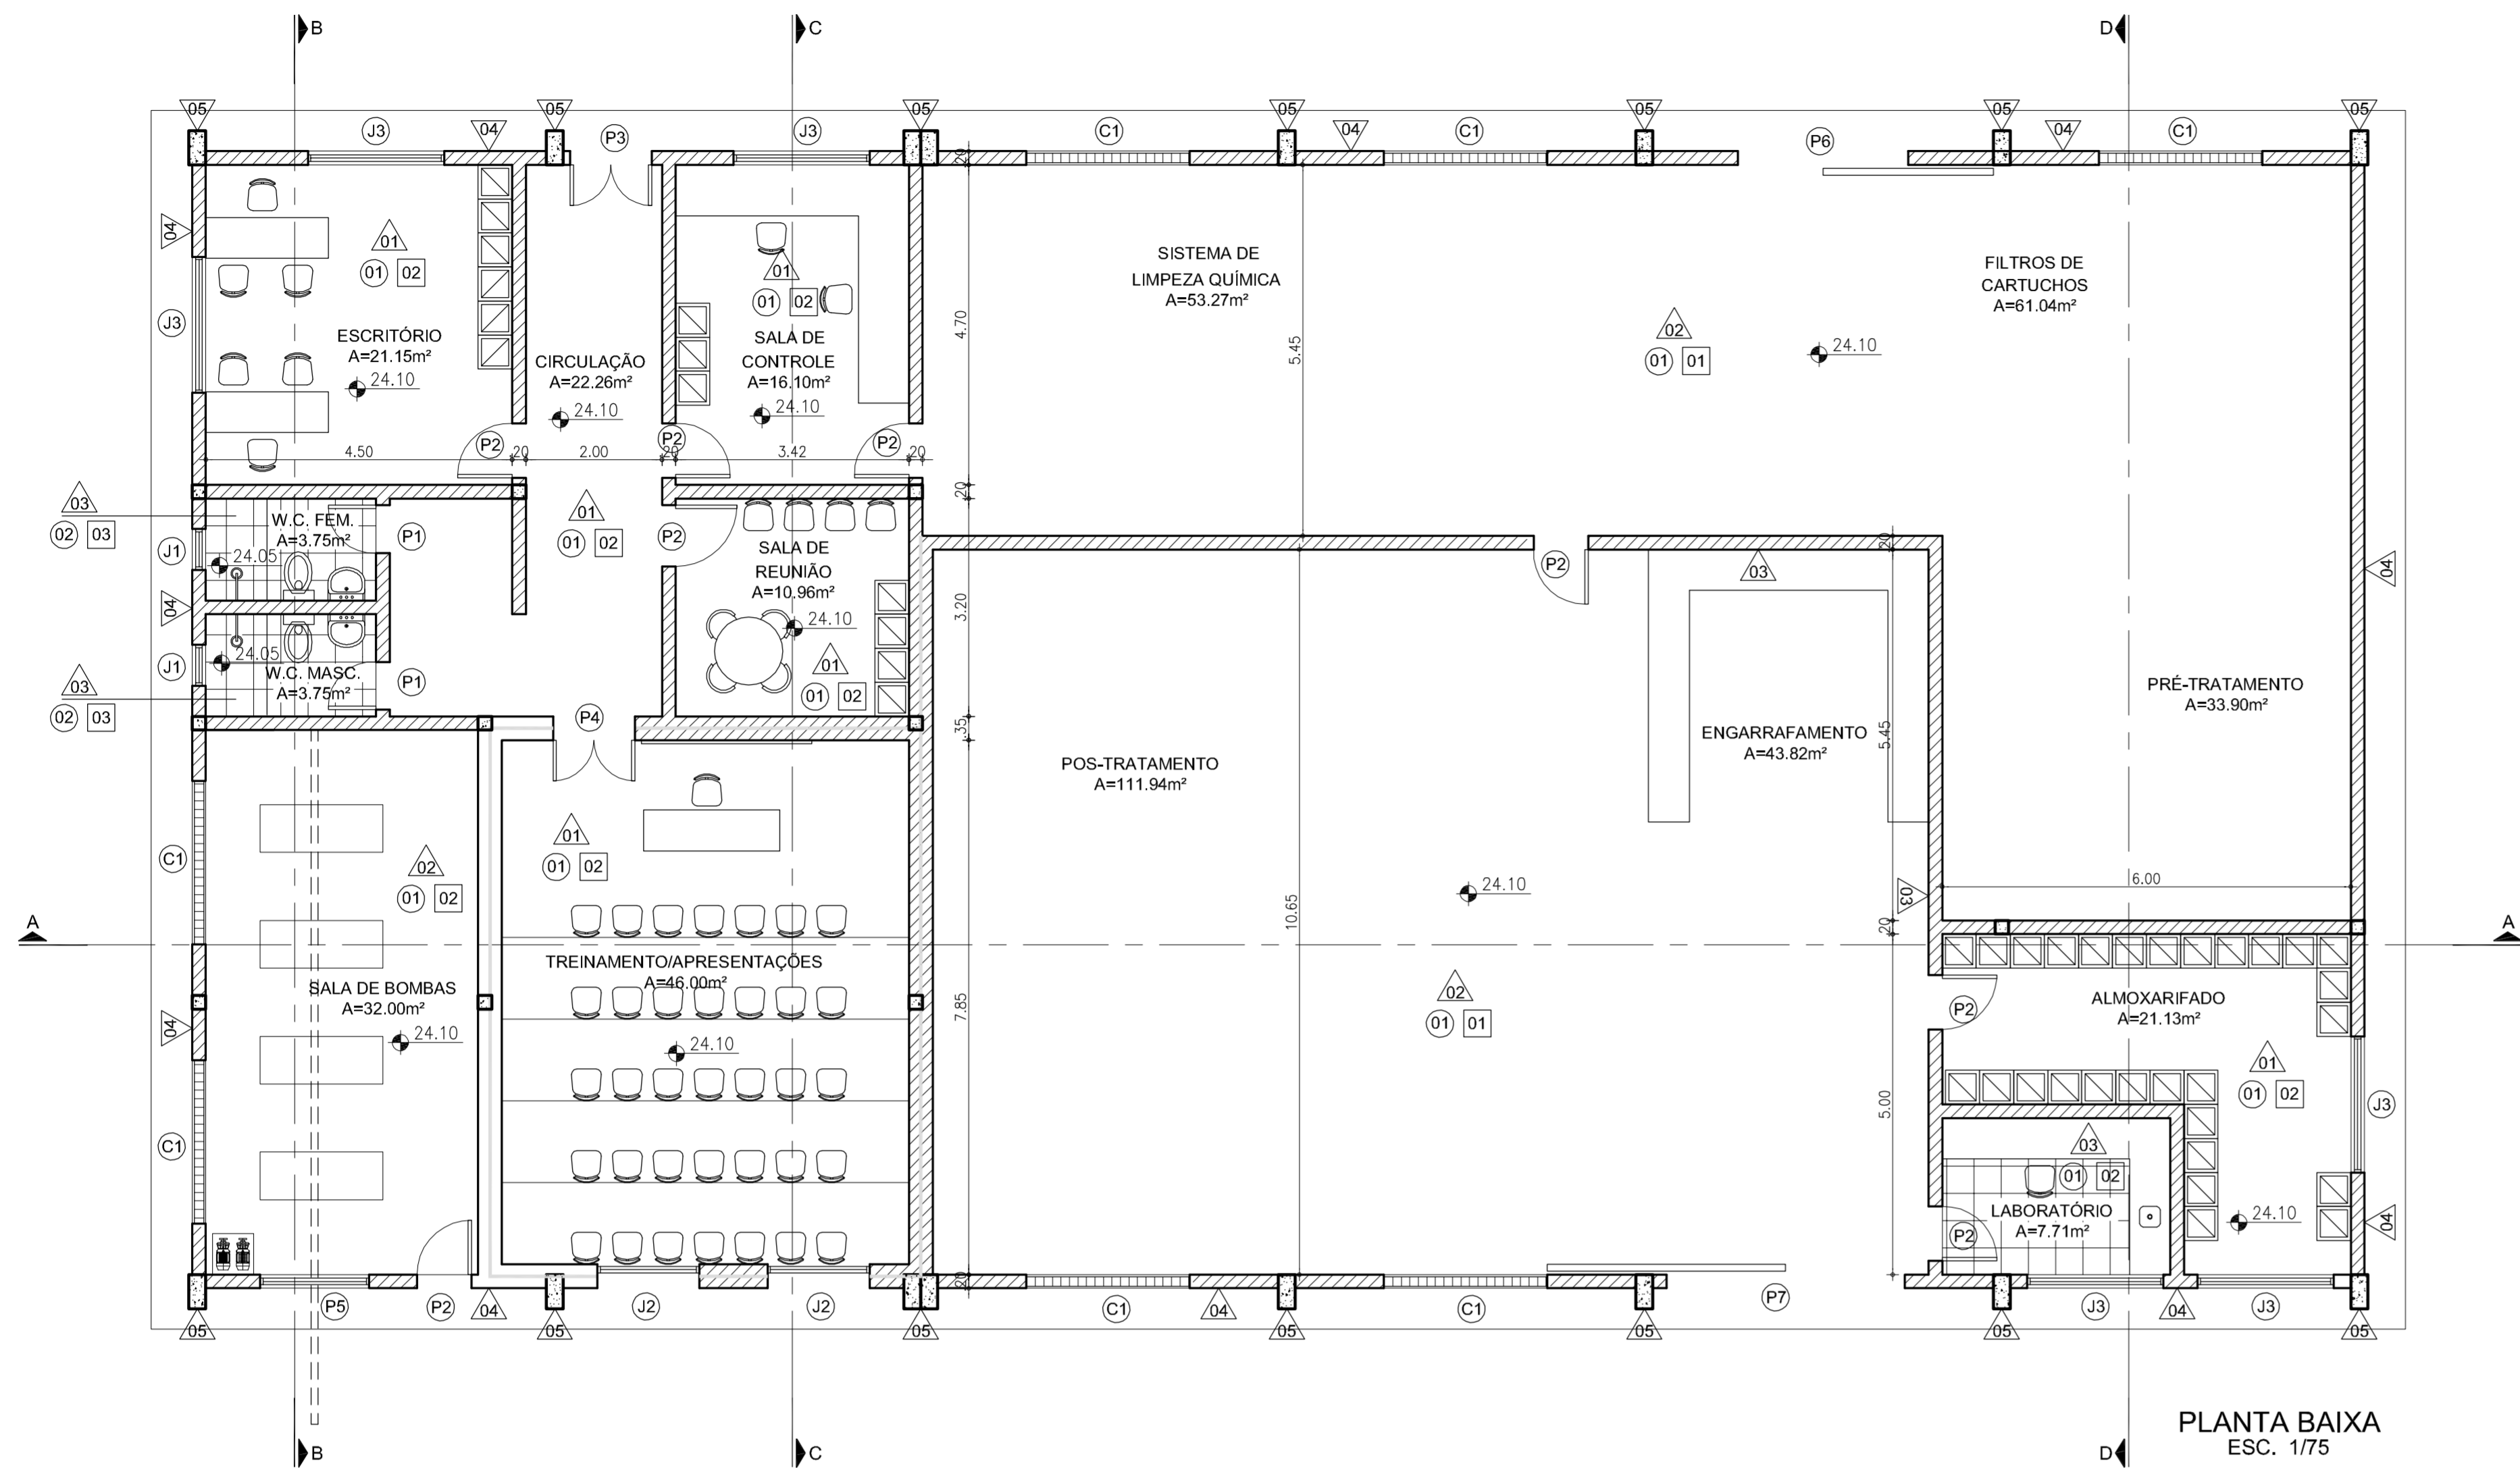 B
C
D
05
05
05
05
05
05
05
J3
04
P3
J3
C1
04
C1
P6
04
C1
20
04
01
01 02
J3
ESCRITÓRIO
A=21.15m²
24.10
CIRCULAÇÃO
A=22.26m²
24.10
01
01 02
SALA DE
CONTROLE
A=16.10m²
24.10
4.70
SISTEMA DE
LIMPEZA QUÍMICA
A=53.27m²
5.45
02
01 01
24.10
FILTROS DE
CARTUCHOS
A=61.04m²
P2
P2
P2
4.50
20
2.00
20
3.42
20
20
03
02 03
J1
W.C. FEM.
A=3.75m²
24.05
P1
01
01 02
P2
SALA DE
REUNIÃO
A=10.96m²
24.10
01
01 02
3.20
P2
03
20
04
04
03
02 03
J1
24.05
W.C. MASC.
A=3.75m²
P1
P4
35
POS-TRATAMENTO
A=111.94m²
ENGARRAFAMENTO
A=43.82m²
5.45
PRÉ-TRATAMENTO
A=33.90m²
C1
02
01 02
01
01 02
24.10
03
6.00
20
A
A
10.65
TREINAMENTO/APRESENTAÇÕES
A=46.00m²
SALA DE BOMBAS
A=32.00m²
24.10
04
24.10
7.85
02
01 01
P2
ALMOXARIFADO
A=21.13m²
01
01 02
J3
C1
5.00
03
01 02
LABORATÓRIO
A=7.71m²
P2
24.10
04
20
P5
P2
04
J2
J2
C1
04
C1
P7
J3
04
J3
05
05
05
05
05
05
05
B
C
D
PLANTA BAIXA
ESC. 1/75